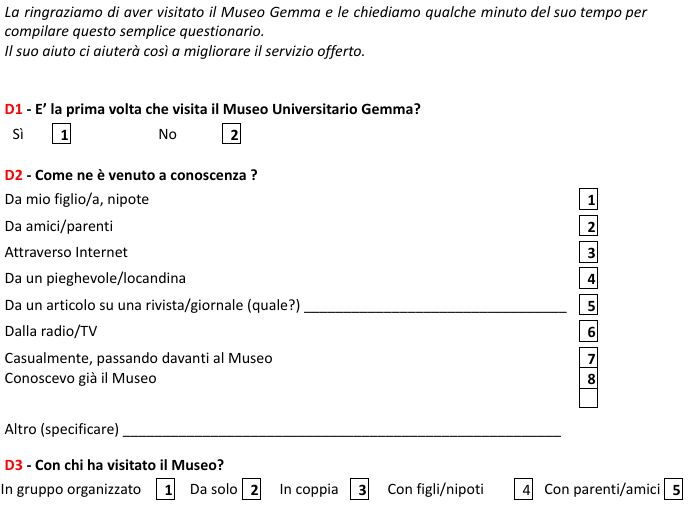 La ringraziamo di aver visitato il Museo Gemma e le chiediamo qualche minuto del suo tempo per
compilare questo semplice questionario.
Il suo aiuto ci aiuterà così a migliorare il servizio offerto.
D1 - E’ la prima volta che visita il Museo Universitario Gemma?
Sì 1 No 2
D2 - Come ne è venuto a conoscenza ?
Da mio figlio/a, nipote 1
Da amici/parenti 2
Attraverso Internet 3
Da un pieghevole/locandina 4
Da un articolo su una rivista/giornale (quale?) ________________________________ 5
Dalla radio/TV 6
Casualmente, passando davanti al Museo 7
Conoscevo già il Museo 8
Altro (specificare) ______________________________________________________
D3 - Con chi ha visitato il Museo?
In gruppo organizzato 1 Da solo 2 In coppia 3 Con figli/nipoti 4 Con parenti/amici 5